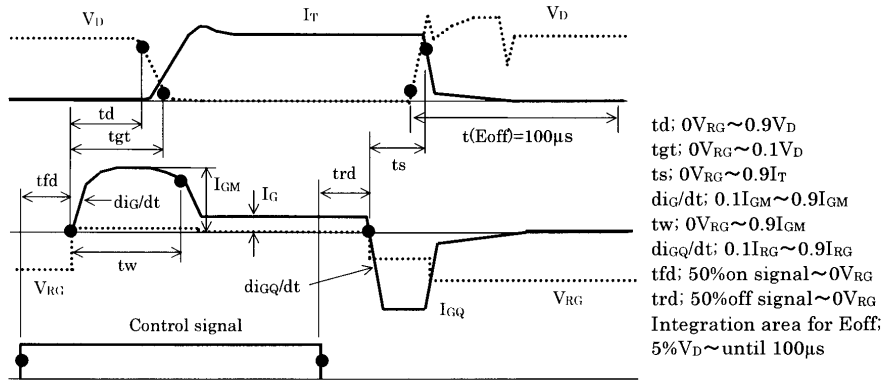 VD
IT
VD
td
tgt
ts
t(Eoff)=100μs
tfd
diG/dt
IGM
IG
trd
tw
VRG
diGQ/dt
IGQ
VRG
Control signal
td; 0VRG～0.9VD
tgt; 0VRG～0.1VD
ts; 0VRG～0.9IT
diG/dt; 0.1IGM～0.9IGM
tw; 0VRG～0.9IGM
diGQ/dt; 0.1IRG～0.9IRG
tfd; 50%on signal～0VRG
trd; 50%off signal～0VRG
Integration area for Eoff;
5%VD～until 100μs